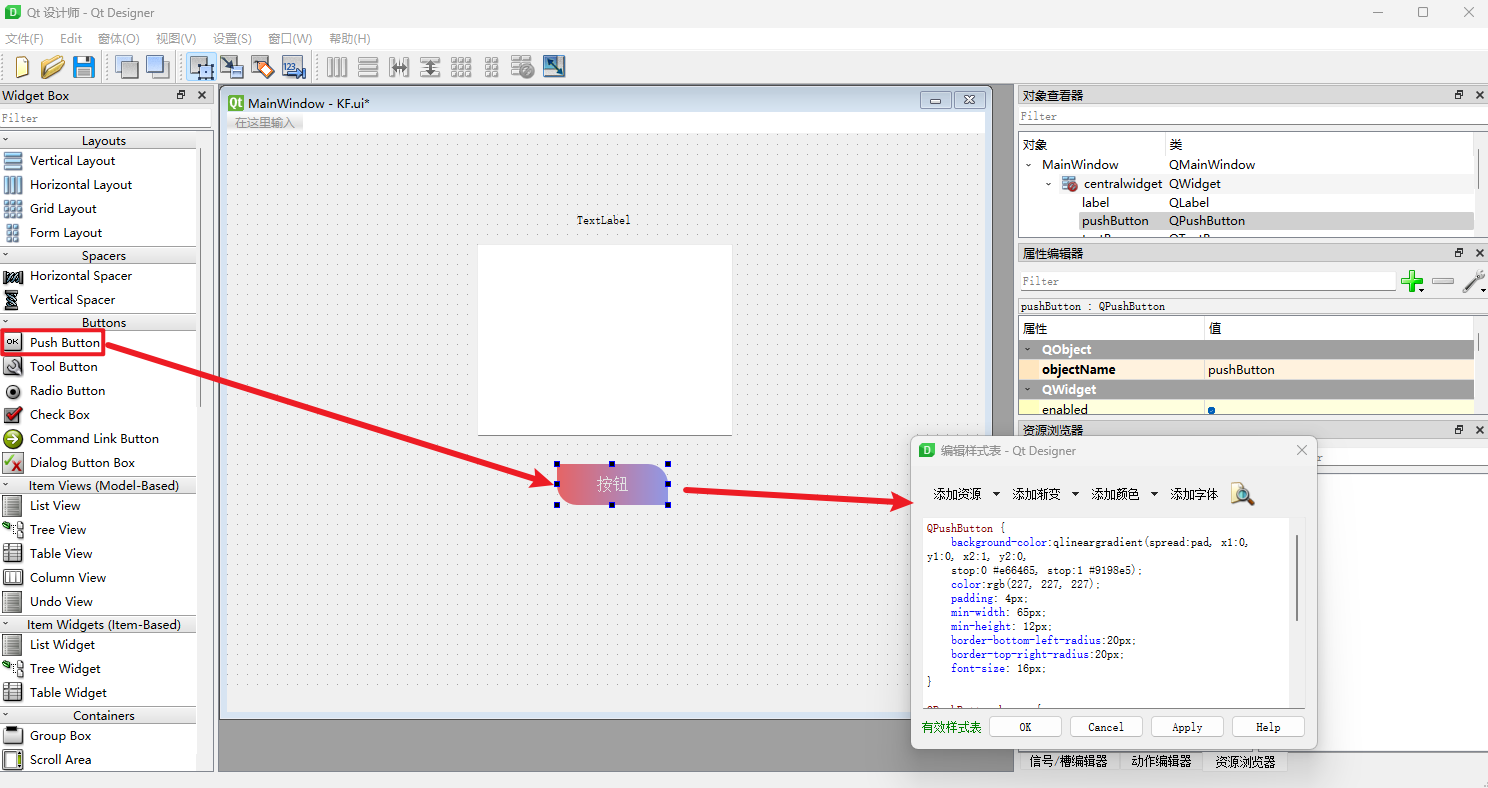 Qt 设计师 - Qt Designer
文件(F) Edit 窗体(O) 视图(V) 设置(S) 窗口(W) 帮助(H)
Widget Box
Filter
Layouts
Vertical Layout
Horizontal Layout
Grid Layout
Form Layout
Spacers
Horizontal Spacer
Vertical Spacer
Buttons
OK Push Button
Tool Button
Radio Button
Check Box
Command Link Button
Dialog Button Box
Item Views (Model-Based)
List View
Tree View
Table View
Column View
Undo View
Item Widgets (Item-Based)
List Widget
Tree Widget
Table Widget
Containers
Group Box
Scroll Area
MainWindow - KF.ui*
在这里输入
TextLabel
按钮
对象查看器
Filter
对象 类
MainWindow QMainWindow
centralwidget QWidget
label QLabel
pushButton QPushButton
属性编辑器
Filter
pushButton : QPushButton
属性 值
QObject
objectName pushButton
QWidget
enabled
资源浏览器
编辑样式表 - Qt Designer
添加资源 添加渐变 添加颜色 添加字体
QPushButton {
background-color:qlineargradient(spread:pad, x1:0,
y1:0, x2:1, y2:0,
stop:0 #e66465, stop:1 #9198e5);
color:rgb(227, 227, 227);
padding: 4px;
min-width: 65px;
min-height: 12px;
border-bottom-left-radius:20px;
border-top-right-radius:20px;
font-size: 16px;
}
有效样式表 OK Cancel Apply Help
信号/槽编辑器 动作编辑器 资源浏览器